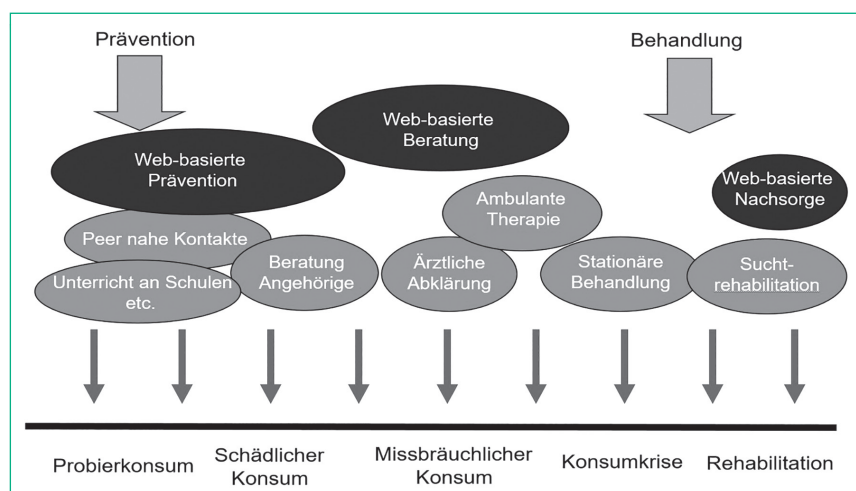 Prävention
Behandlung
Web-basierte
Beratung
Web-basierte
Prävention
Web-basierte
Nachsorge
Ambulante
Therapie
Peer nahe Kontakte
Beratung
Angehörige
Ärztliche
Abklärung
Stationäre
Behandlung
Sucht-
rehabilitation
Unterricht an Schulen
etc.
Probierkonsum
Schädlicher
Konsum
Missbräuchlicher
Konsum
Konsumkrise
Rehabilitation